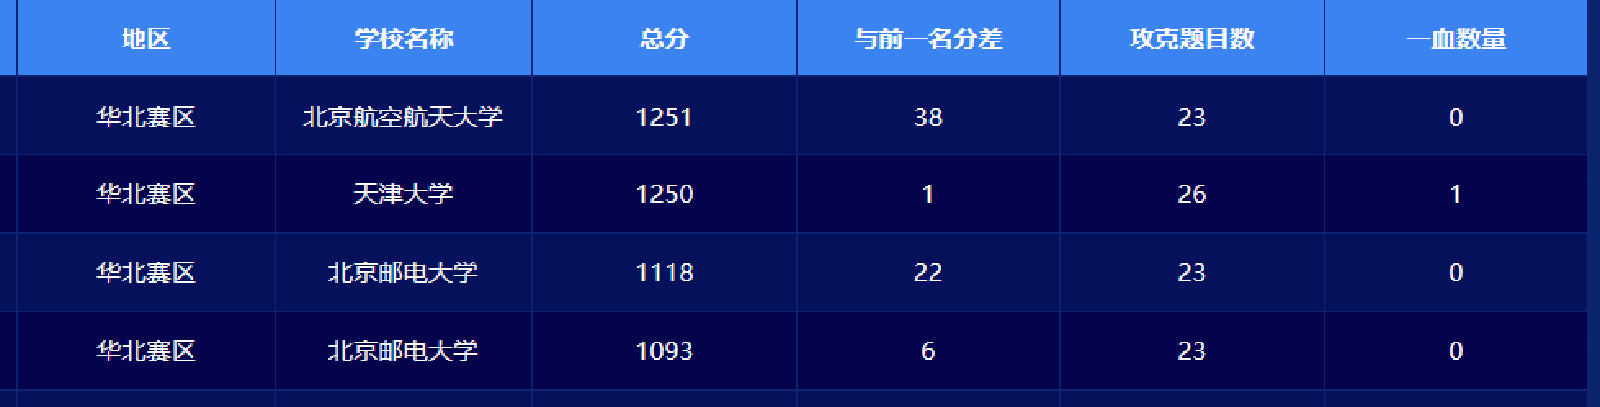 地区 学校名称 总分 与前一名分差 攻克题目数 一血数量
华北赛区 北京航空航天大学 1251 38 23 0
华北赛区 天津大学 1250 1 26 1
华北赛区 北京邮电大学 1118 22 23 0
华北赛区 北京邮电大学 1093 6 23 0